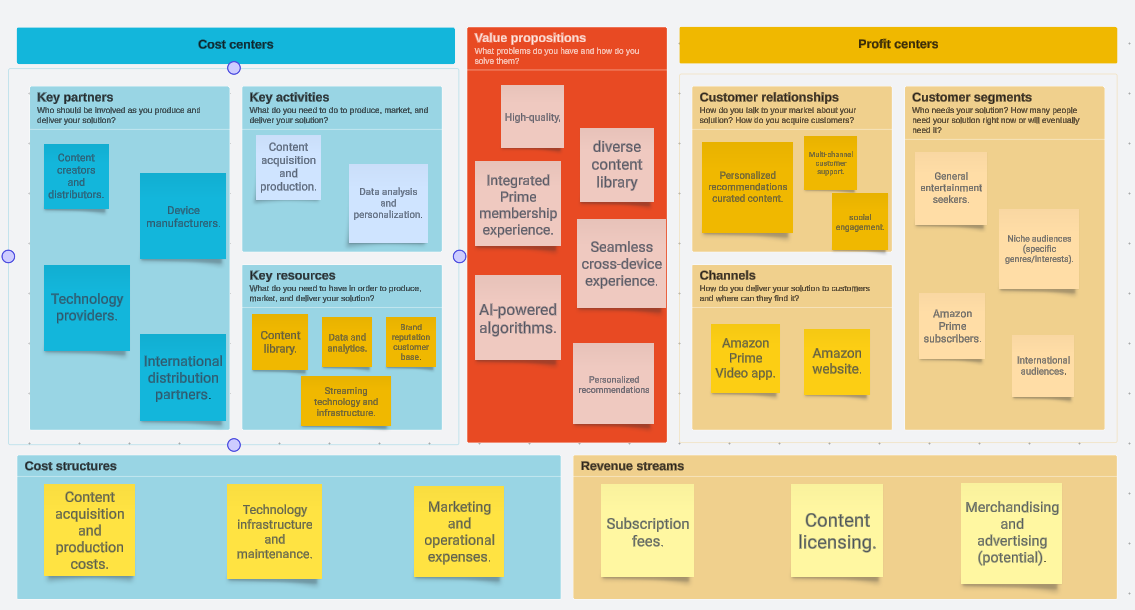 Cost centers
Key partners
Who should be involved as you produce and
deliver your solution?
Content
creators
and
distributors.
Device
manufacturers.
Technology
providers.
International
distribution
partners.
Key activities
What do you need to do to produce, market, and
deliver your solution?
Content
acquisition
and
production.
Data analysis
and
personalization.
Key resources
What do you need to have in order to produce,
market, and deliver your solution?
Content
library.
Data and
analytics.
Brand
reputation
customer
base.
Streaming
technology and
infrastructure.
Value propositions
What problems do you have and how do you
solve them?
High-quality,
diverse
content
library
Integrated
Prime
membership
experience.
Seamless
cross-device
experience.
AI-powered
algorithms.
Personalized
recommendations
Profit centers
Customer relationships
How do you talk to your market about your
solution? How do you acquire customers?
Personalized
recommendations
curated content.
Multi-channel
customer
support.
social
engagement.
Channels
How do you deliver your solution to customers
and where can they find it?
Amazon
Prime
Video app.
Amazon
website.
Customer segments
Who needs your solution? How many people
need your solution right now or will eventually
need it?
General
entertainment
seekers.
Niche audiences
(specific
genres/interests).
Amazon
Prime
subscribers.
International
audiences.
Cost structures
Content
acquisition
and
production
costs.
Technology
infrastructure
and
maintenance.
Marketing
and
operational
expenses.
Revenue streams
Subscription
fees.
Content
licensing.
Merchandising
and
advertising
(potential).